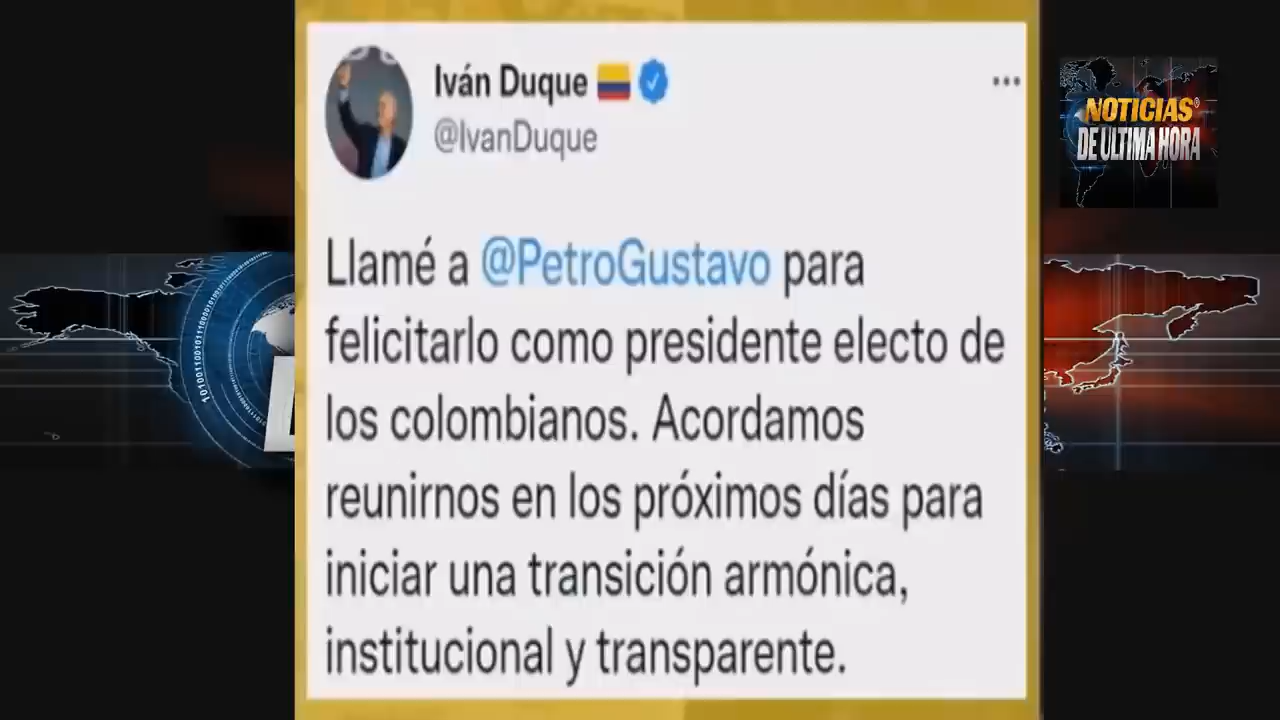 Iván Duque
@IvanDuque
NOTICIAS
DE ULTIMA HORA
Llamé a @PetroGustavo para
felicitarlo como presidente electo de
los colombianos. Acordamos
reunirnos en los próximos días para
iniciar una transición armónica,
institucional y transparente.